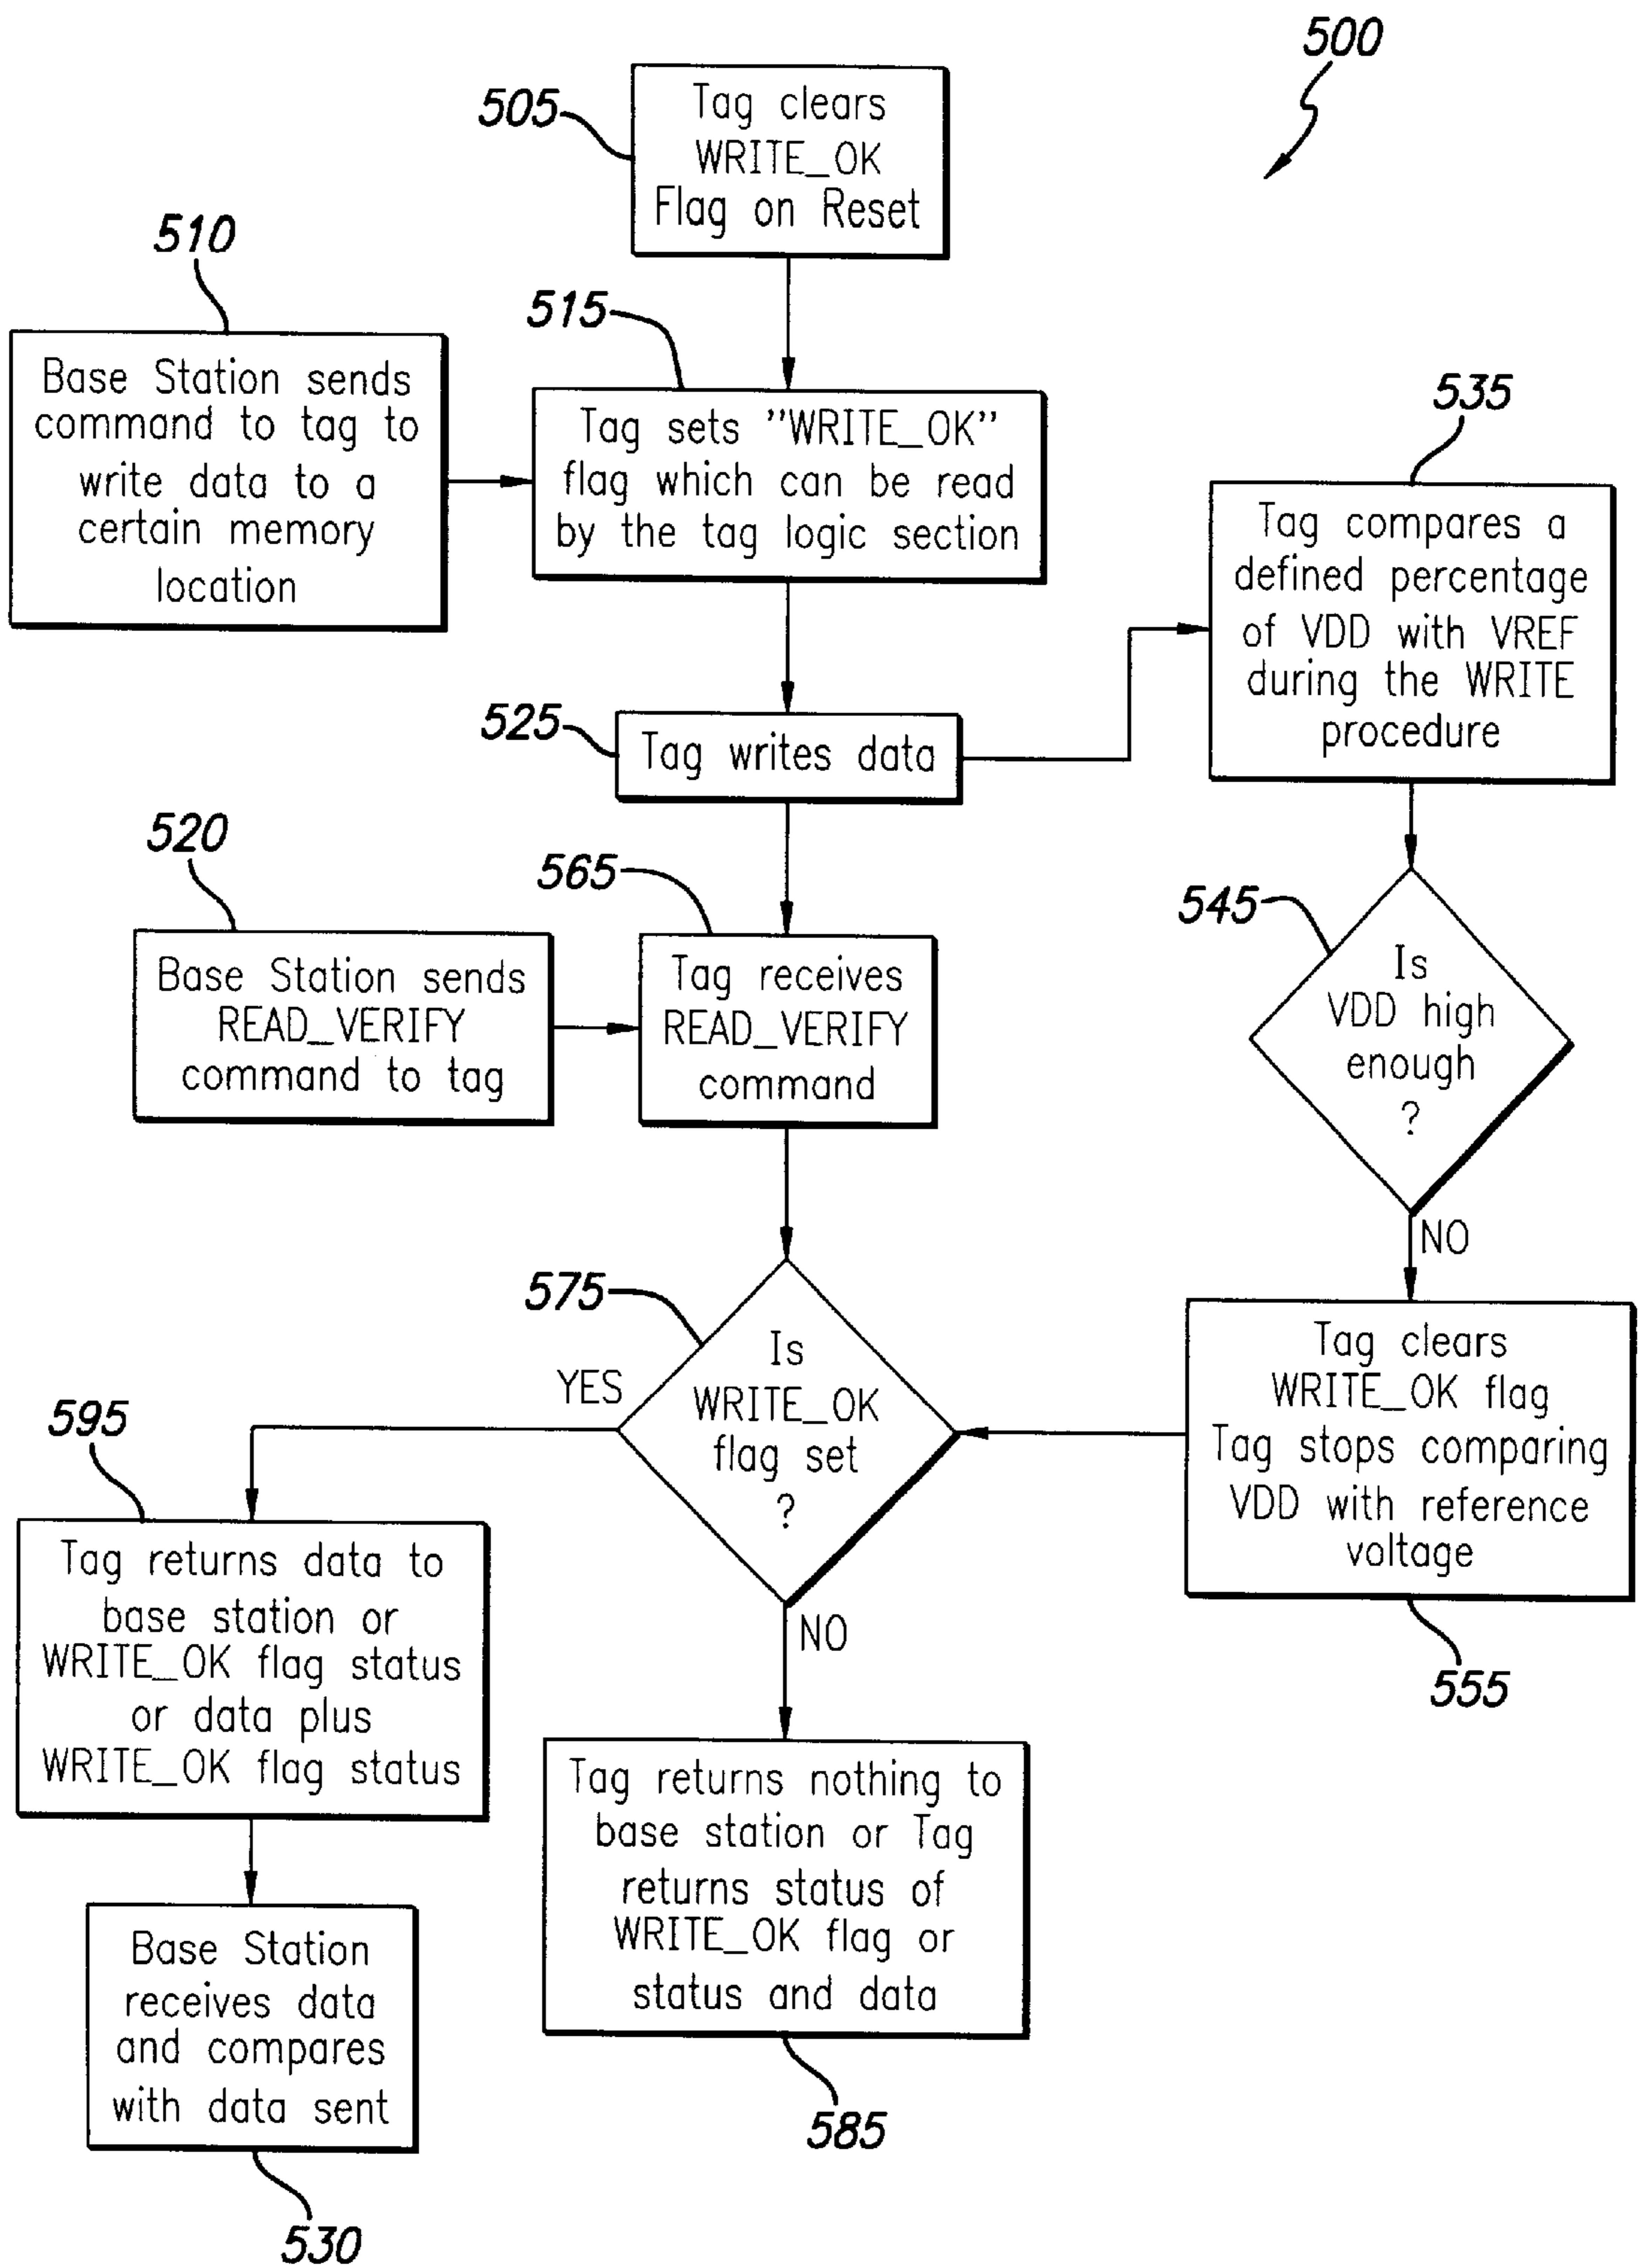 500
505
Tag clears
WRITE_OK
Flag on Reset
510
Base Station sends
command to tag to
write data to a
certain memory
location
515
Tag sets "WRITE_OK"
flag which can be read
by the tag logic section
535
Tag compares a
defined percentage
of VDD with VREF
during the WRITE
procedure
525
Tag writes data
520
Base Station sends
READ_VERIFY
command to tag
565
Tag receives
READ_VERIFY
command
545
Is
VDD high
enough
?
NO
575
Is
WRITE_OK
flag set
?
YES
NO
Tag clears
WRITE_OK flag
Tag stops comparing
VDD with reference
voltage
555
595
Tag returns data to
base station or
WRITE_OK flag status
or data plus
WRITE_OK flag status
Tag returns nothing to
base station or Tag
returns status of
WRITE_OK flag or
status and data
585
Base Station
receives data
and compares
with data sent
530